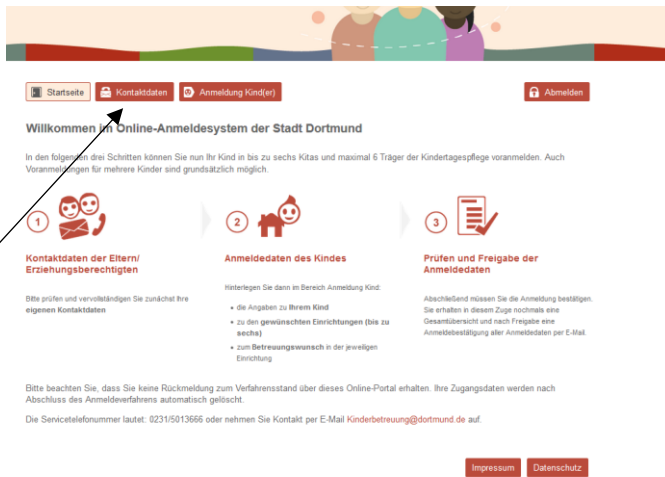 Startseite Kontaktdaten Anmeldung Kind(er) Abmelden
Willkommen im Online-Anmeldesystem der Stadt Dortmund
In den folgenden drei Schritten können Sie nun Ihr Kind in bis zu sechs Kitas und maximal 6 Träger der Kindertagespflege voranmelden. Auch
Voranmeldungen für mehrere Kinder sind grundsätzlich möglich.
1
Kontaktdaten der Eltern/
Erziehungsberechtigten
Bitte prüfen und vervollständigen Sie zunächst Ihre
eigenen Kontaktdaten
2
Anmeldedaten des Kindes
Hinterlegen Sie dann im Bereich Anmeldung Kind:
• die Angaben zu Ihrem Kind
• zu den gewünschten Einrichtungen (bis zu
sechs)
• zum Betreuungswunsch in der jeweiligen
Einrichtung
3
Prüfen und Freigabe der
Anmeldedaten
Abschließend müssen Sie die Anmeldung bestätigen.
Sie erhalten in diesem Zuge nochmals eine
Gesamtübersicht und nach Freigabe eine
Anmeldebestätigung aller Anmeldedaten per E-Mail.
Bitte beachten Sie, dass Sie keine Rückmeldung zum Verfahrensstand über dieses Online-Portal erhalten. Ihre Zugangsdaten werden nach
Abschluss des Anmeldeverfahrens automatisch gelöscht.
Die Servicetelefonummer lautet: 0231/5013666 oder nehmen Sie Kontakt per E-Mail Kinderbetreuung@dortmund.de auf.
Impressum Datenschutz